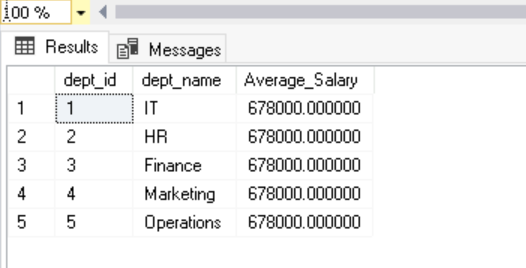 100 %
Results Messages
dept_id dept_name Average_Salary
1 1 IT 678000.000000
2 2 HR 678000.000000
3 3 Finance 678000.000000
4 4 Marketing 678000.000000
5 5 Operations 678000.000000